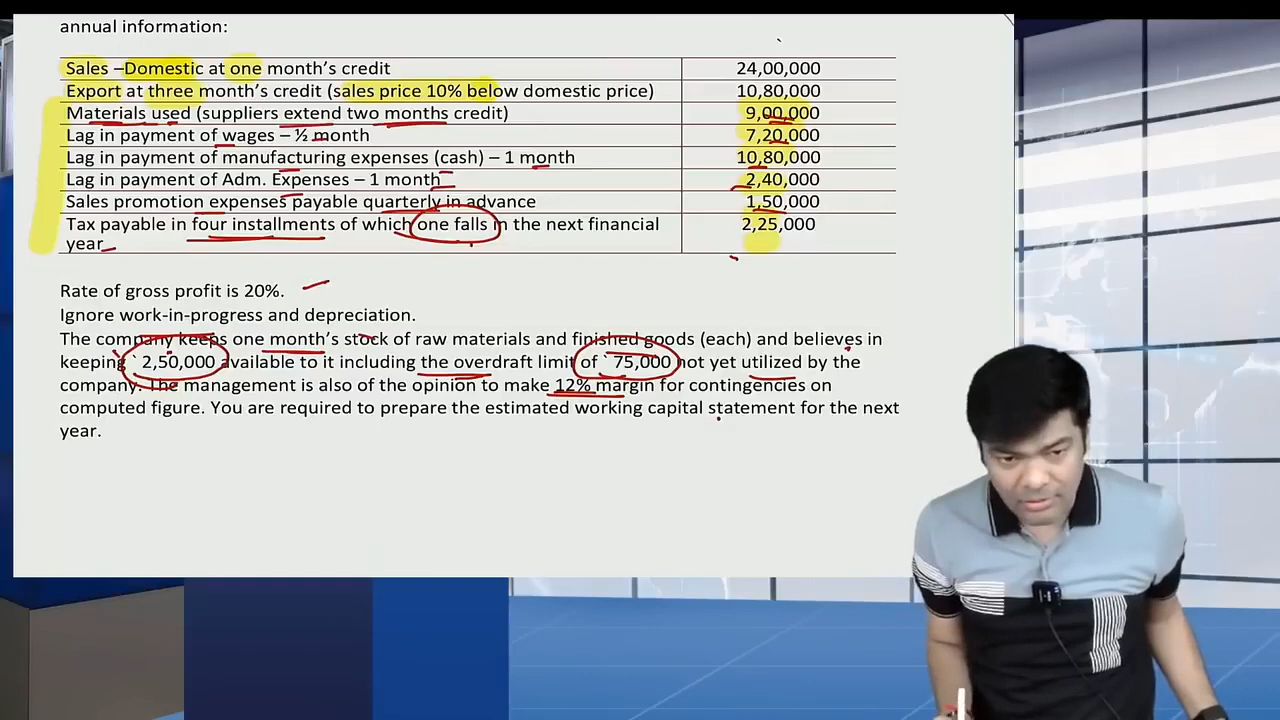 annual information:
Sales –Domestic at one month's credit 24,00,000
Export at three month's credit (sales price 10% below domestic price) 10,80,000
Materials used (suppliers extend two months credit) 9,00,000
Lag in payment of wages – ½ month 7,20,000
Lag in payment of manufacturing expenses (cash) – 1 month 10,80,000
Lag in payment of Adm. Expenses – 1 month 2,40,000
Sales promotion expenses payable quarterly in advance 1,50,000
Tax payable in four installments of which one falls in the next financial 2,25,000
year
Rate of gross profit is 20%.
Ignore work-in-progress and depreciation.
The company keeps one month's stock of raw materials and finished goods (each) and believes in
keeping ` 2,50,000 available to it including the overdraft limit of ` 75,000 not yet utilized by the
company. The management is also of the opinion to make 12% margin for contingencies on
computed figure. You are required to prepare the estimated working capital statement for the next
year.